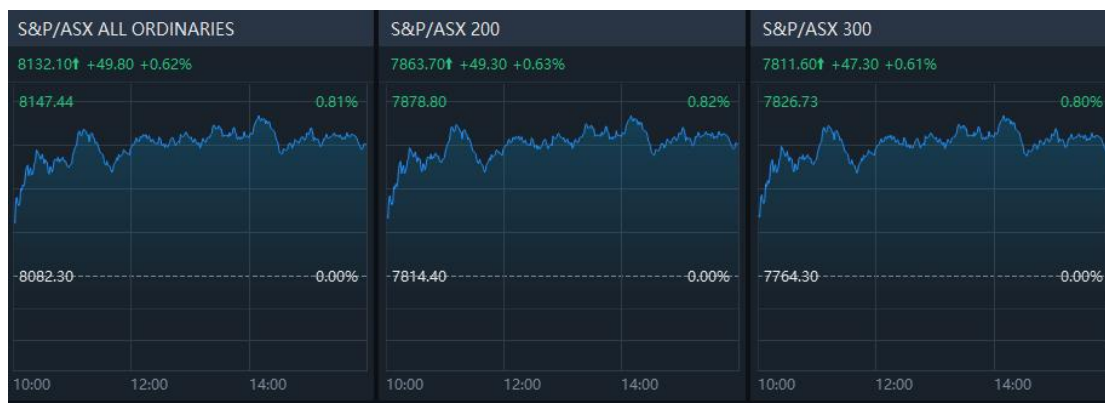 S&P/ASX ALL ORDINARIES
8132.10⬆ +49.80 +0.62%
8147.44 0.81%
8082.30 0.00%
10:00 12:00 14:00
S&P/ASX 200
7863.70⬆ +49.30 +0.63%
7878.80 0.82%
7814.40 0.00%
10:00 12:00 14:00
S&P/ASX 300
7811.60⬆ +47.30 +0.61%
7826.73 0.80%
7764.30 0.00%
10:00 12:00 14:00